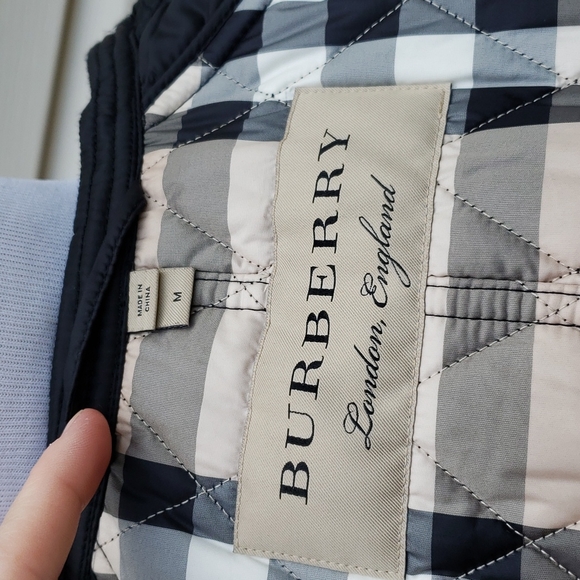 BURBERRY
London, England
MADE IN
CHINA
M